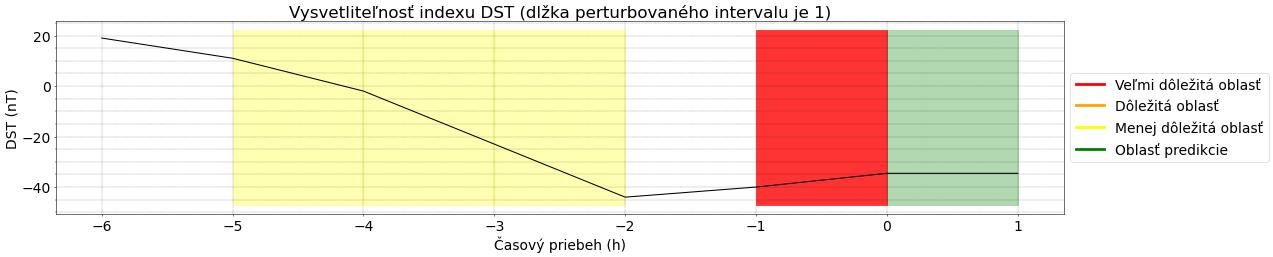 Vysvetliteľnosť indexu DST (dĺžka perturbovaného intervalu je 1)
DST (nT)
20
0
−20
−40
−6 −5 −4 −3 −2 −1 0 1
Časový priebeh (h)
Veľmi dôležitá oblasť
Dôležitá oblasť
Menej dôležitá oblasť
Oblasť predikcie